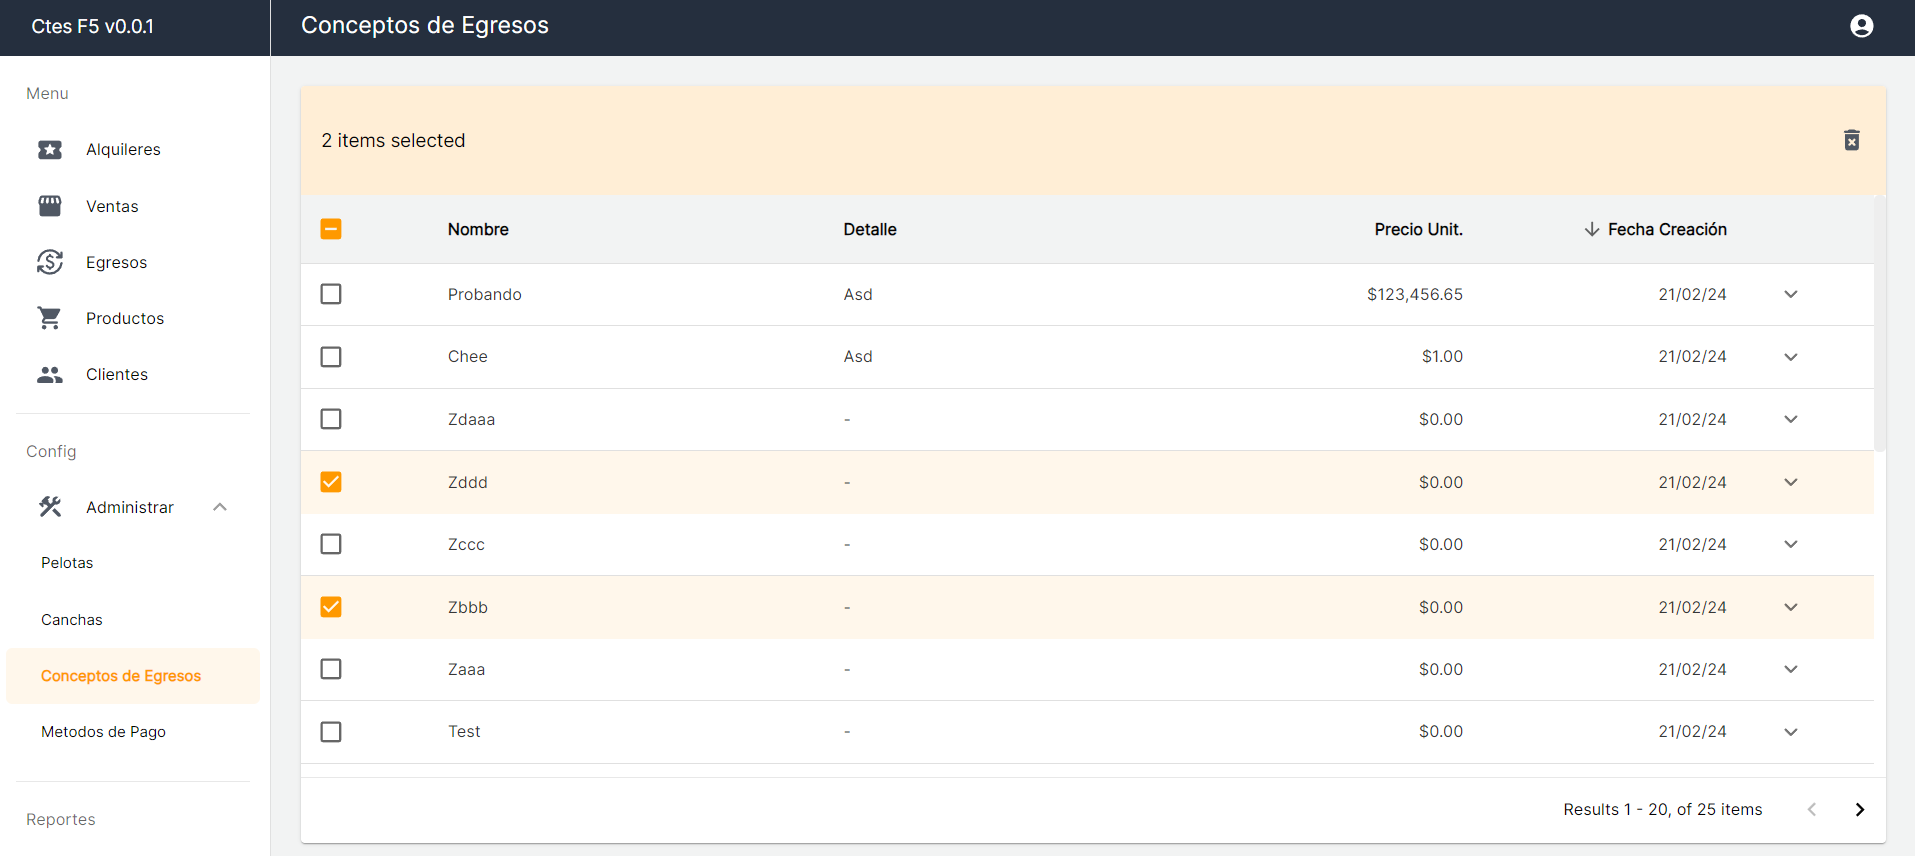 Ctes F5 v0.0.1
Conceptos de Egresos
Menu
Alquileres
Ventas
Egresos
Productos
Clientes
Config
Administrar
Pelotas
Canchas
Conceptos de Egresos
Metodos de Pago
Reportes
2 items selected
Nombre Detalle Precio Unit. Fecha Creación
Probando Asd $123,456.65 21/02/24
Chee Asd $1.00 21/02/24
Zdaaa - $0.00 21/02/24
Zddd - $0.00 21/02/24
Zccc - $0.00 21/02/24
Zbbb - $0.00 21/02/24
Zaaa - $0.00 21/02/24
Test - $0.00 21/02/24
Results 1 - 20, of 25 items